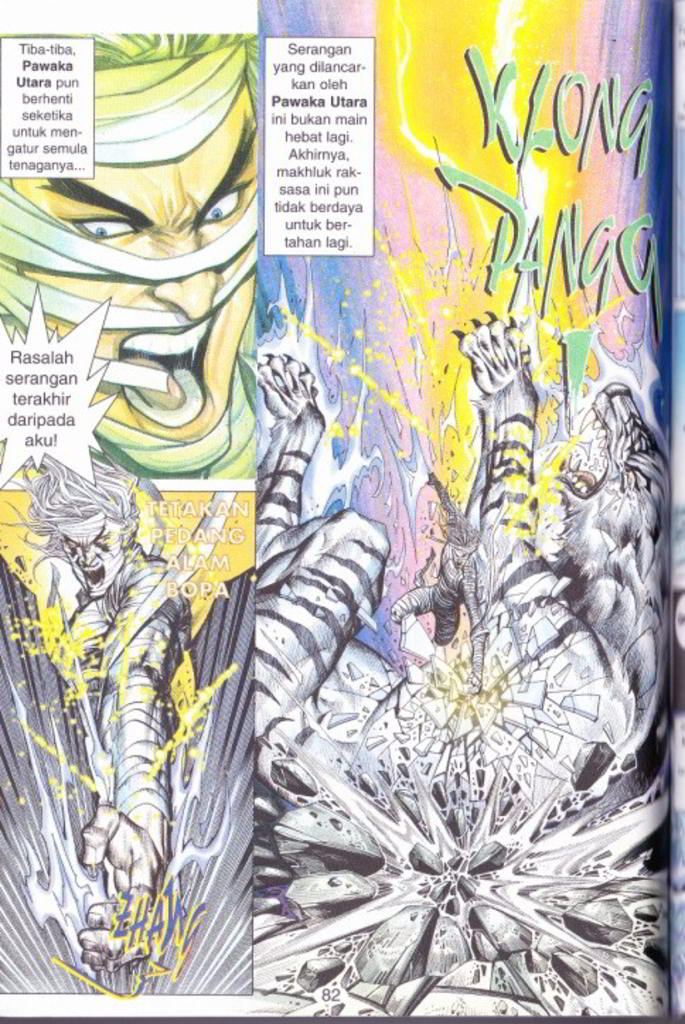 Tiba-tiba,
Pawaka
Utara pun
berhenti
seketika
untuk men-
gatur semula
tenaganya...
Rasalah
serangan
terakhir
daripada
aku!
TETAKAN
PEDANG
ALAM
BOPA
ZHAW
Serangan
yang dilancar-
kan oleh
Pawaka Utara
ini bukan main
hebat lagi.
Akhirnya,
makhluk rak-
sasa ini pun
tidak berdaya
untuk ber-
tahan lagi.
KLONG
PANGG
!
82